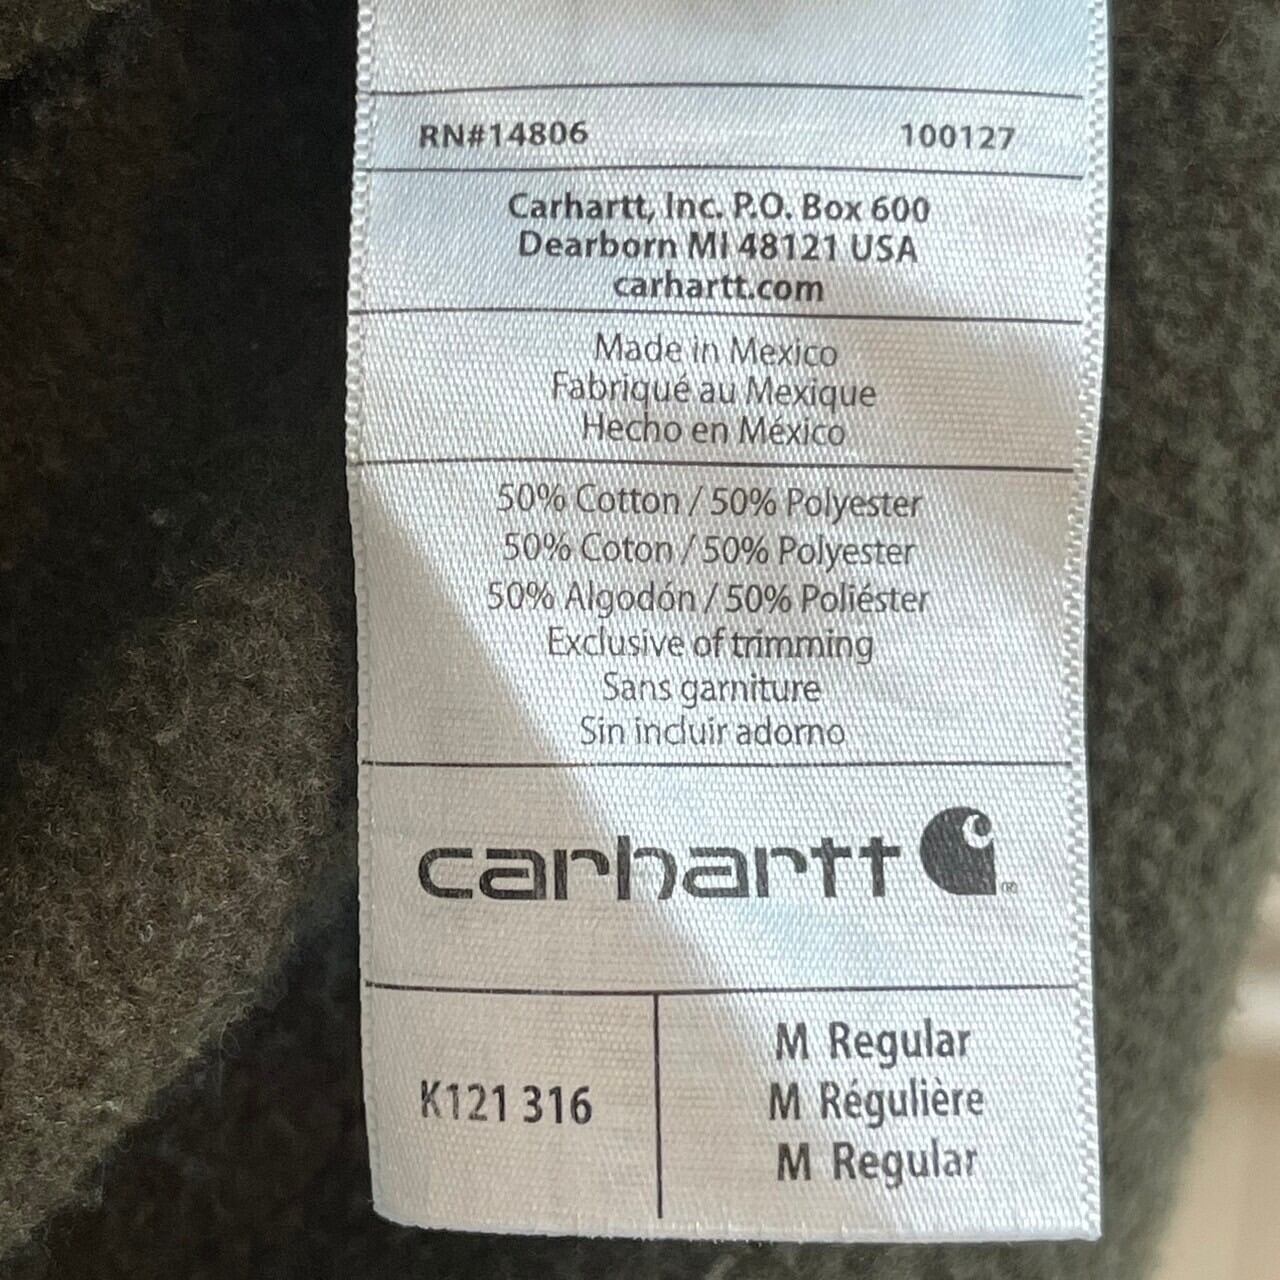 RN#14806 100127
Carhartt, Inc. P.O. Box 600
Dearborn MI 48121 USA
carhartt.com
Made in Mexico
Fabriqué au Mexique
Hecho en México
50% Cotton / 50% Polyester
50% Coton / 50% Polyester
50% Algodón / 50% Poliéster
Exclusive of trimming
Sans garniture
Sin incluir adorno
carhartt
K121 316
M Regular
M Régulière
M Regular